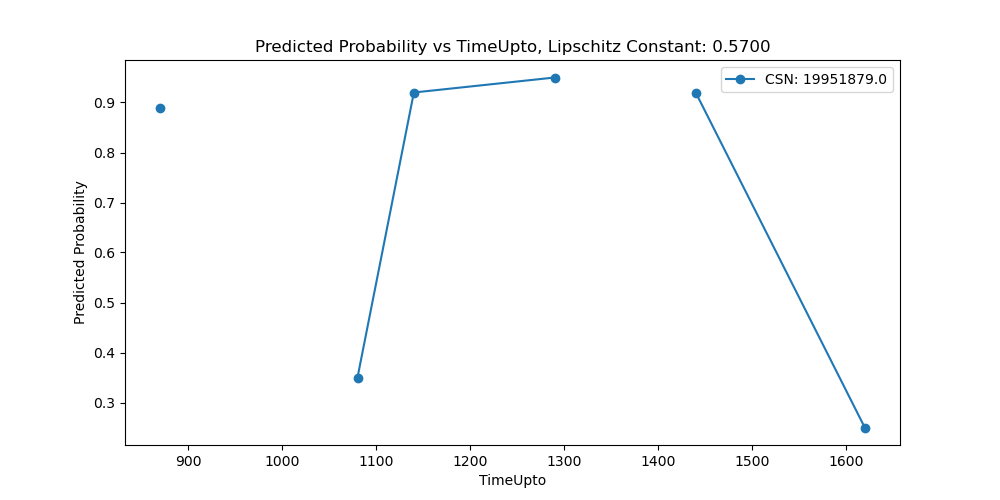 Predicted Probability vs TimeUpto, Lipschitz Constant: 0.5700
CSN: 19951879.0
Predicted Probability
0.9
0.8
0.7
0.6
0.5
0.4
0.3
900 1000 1100 1200 1300 1400 1500 1600
TimeUpto